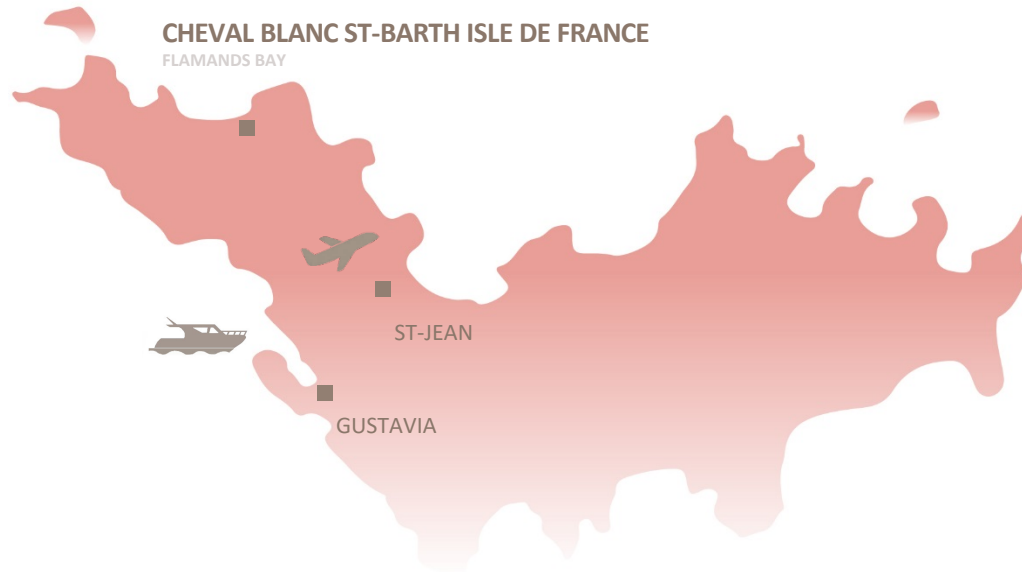 CHEVAL BLANC ST-BARTH ISLE DE FRANCE
FLAMANDS BAY
ST-JEAN
GUSTAVIA